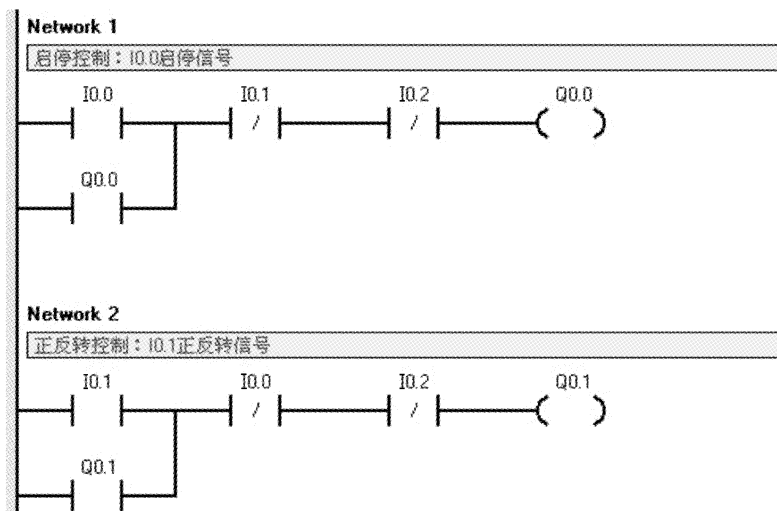 Network 1
启停控制：I0.0启停信号
I0.0 I0.1 I0.2 Q0.0
/ /
Q0.0
Network 2
正反转控制：I0.1正反转信号
I0.1 I0.0 I0.2 Q0.1
/ /
Q0.1